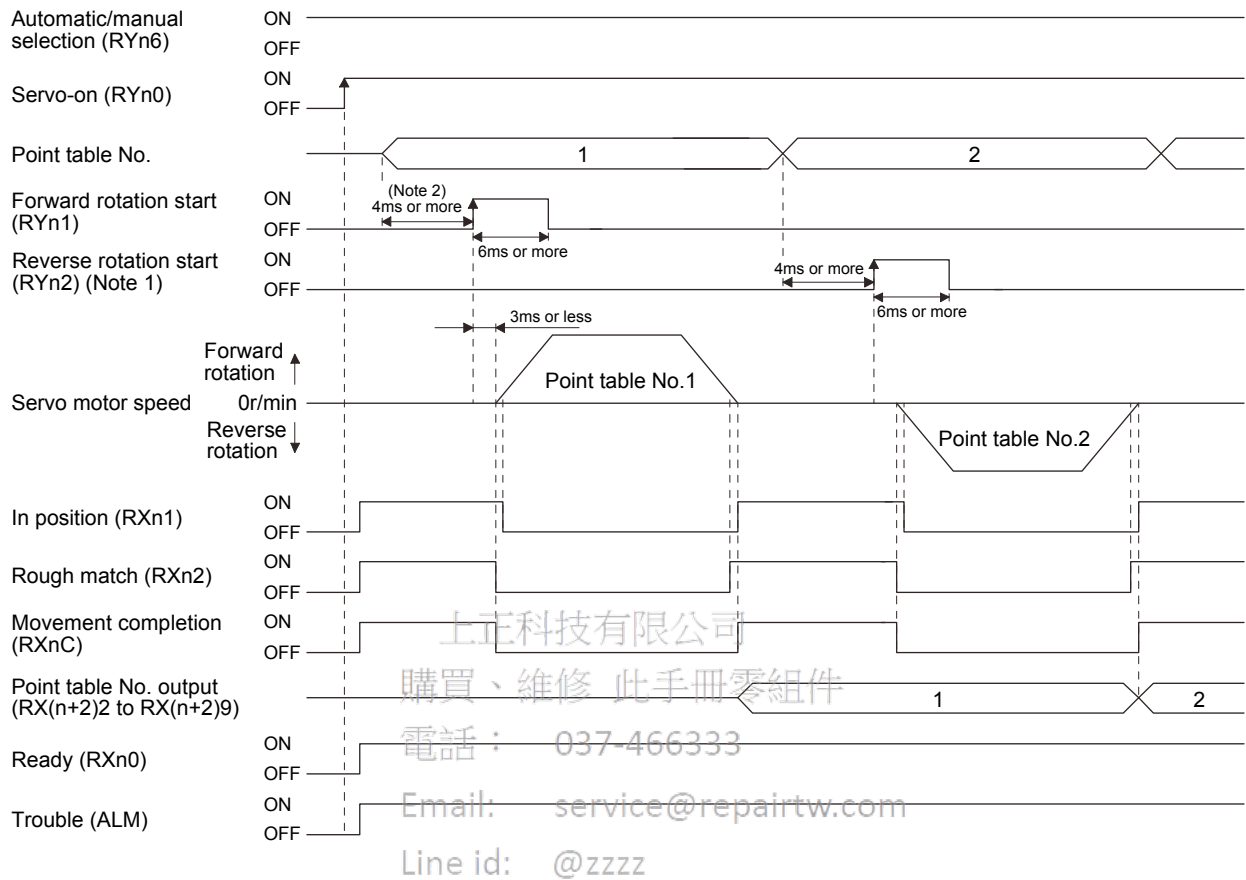 Automatic/manual
selection (RYn6)
ON
OFF
Servo-on (RYn0)
ON
OFF
Point table No.
1
2
Forward rotation start
(RYn1)
ON
OFF
(Note 2)
4ms or more
6ms or more
Reverse rotation start
(RYn2) (Note 1)
ON
OFF
4ms or more
6ms or more
3ms or less
Forward
rotation
Servo motor speed
0r/min
Reverse
rotation
Point table No.1
Point table No.2
In position (RXn1)
ON
OFF
Rough match (RXn2)
ON
OFF
Movement completion
(RXnC)
ON
OFF
上正科技有限公司
購買、維修 此手冊零組件
Point table No. output
(RX(n+2)2 to RX(n+2)9)
1
2
電話: 037-466333
Ready (RXn0)
ON
OFF
Email: service@repairtw.com
Trouble (ALM)
ON
OFF
Line id: @zzzz